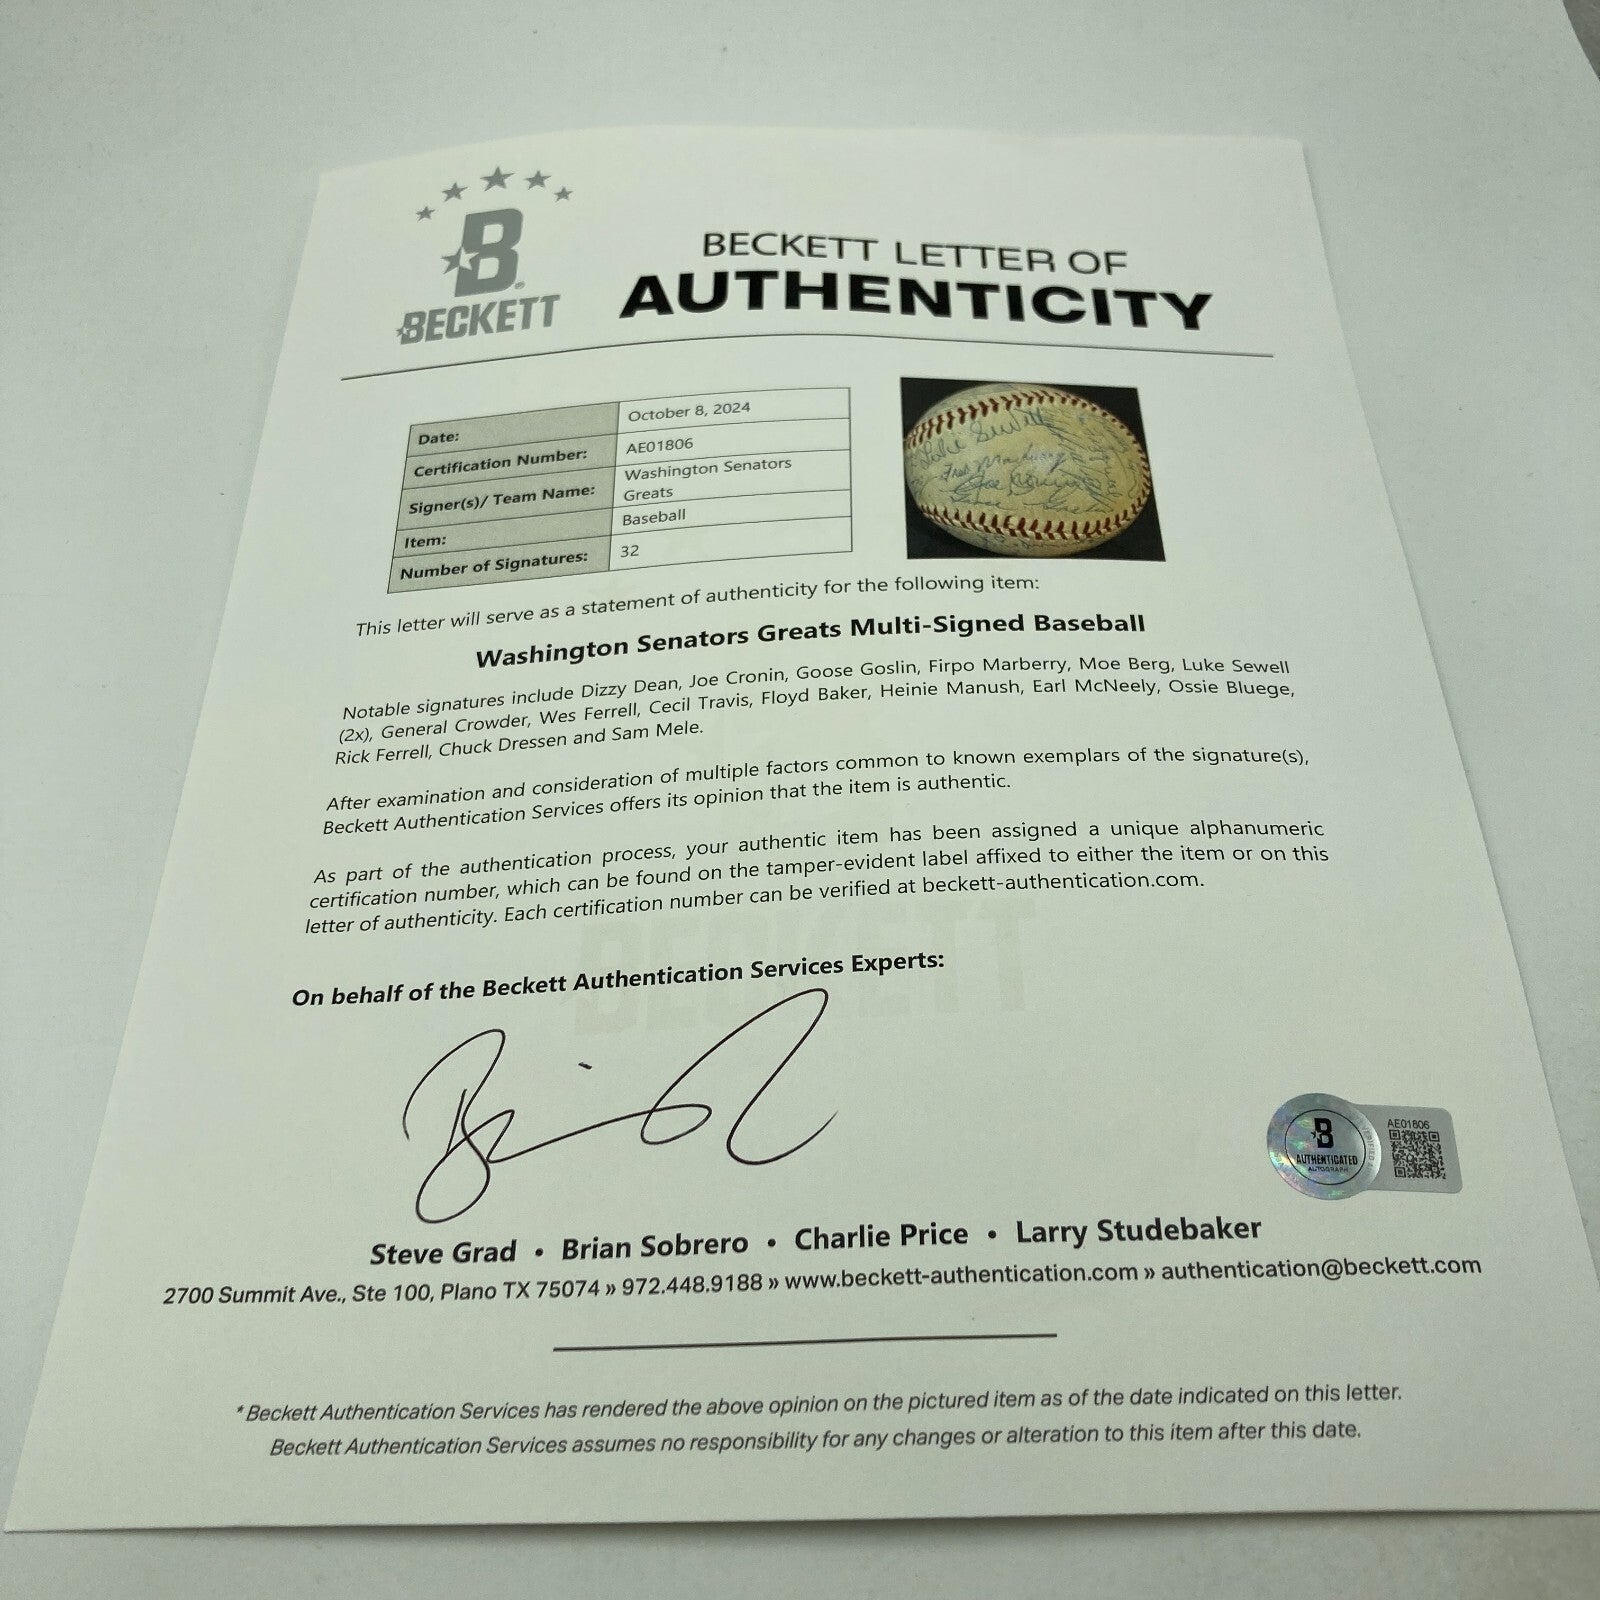 B
BECKETT
BECKETT LETTER OF
AUTHENTICITY
Date: October 8, 2024
Certification Number: AE01806
Signer(s)/ Team Name: Washington Senators
Greats
Item: Baseball
Number of Signatures: 32
Luke Sewell
This letter will serve as a statement of authenticity for the following item:
Washington Senators Greats Multi-Signed Baseball
Notable signatures include Dizzy Dean, Joe Cronin, Goose Goslin, Firpo Marberry, Moe Berg, Luke Sewell
(2x), General Crowder, Wes Ferrell, Cecil Travis, Floyd Baker, Heinie Manush, Earl McNeely, Ossie Bluege,
Rick Ferrell, Chuck Dressen and Sam Mele.
After examination and consideration of multiple factors common to known exemplars of the signature(s),
Beckett Authentication Services offers its opinion that the item is authentic.
As part of the authentication process, your authentic item has been assigned a unique alphanumeric
certification number, which can be found on the tamper-evident label affixed to either the item or on this
letter of authenticity. Each certification number can be verified at beckett-authentication.com.
On behalf of the Beckett Authentication Services Experts:
AE01806
B
AUTHENTICATED
AUTOGRAPH
Steve Grad • Brian Sobrero • Charlie Price • Larry Studebaker
2700 Summit Ave., Ste 100, Plano TX 75074 » 972.448.9188 » www.beckett-authentication.com » authentication@beckett.com
*Beckett Authentication Services has rendered the above opinion on the pictured item as of the date indicated on this letter.
Beckett Authentication Services assumes no responsibility for any changes or alteration to this item after this date.